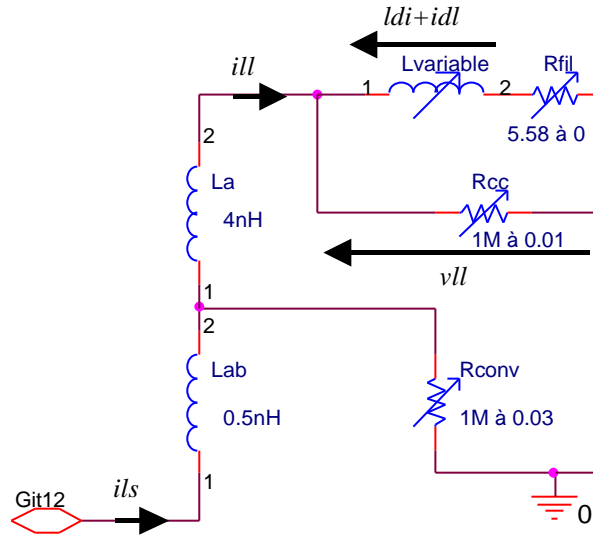 ldi+idl
ill
Lvariable
Rfil
1
2
5.58 à 0
2
La
Rcc
4nH
1M à 0.01
vll
1
2
Lab
Rconv
0.5nH
1M à 0.03
1
Git12
ils
0